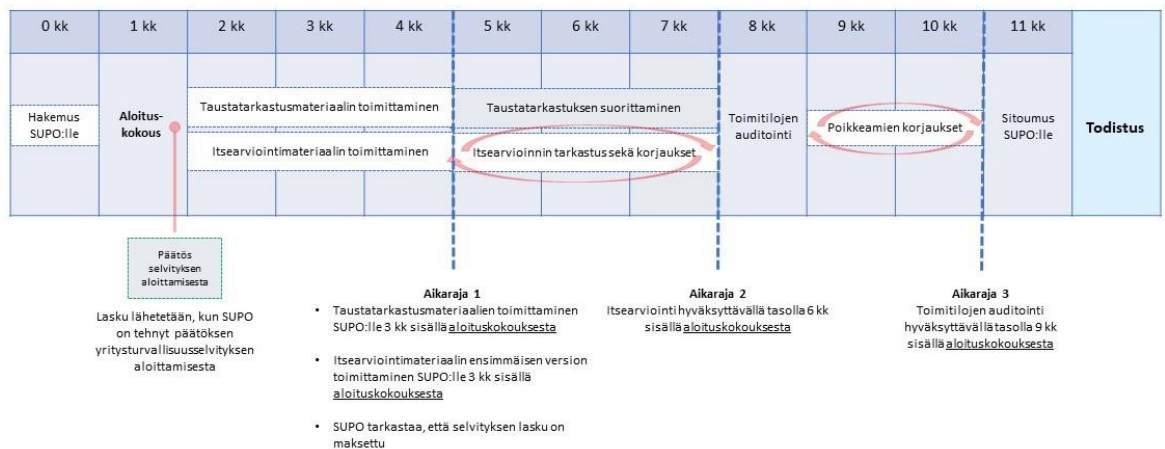 0 kk 1 kk 2 kk 3 kk 4 kk 5 kk 6 kk 7 kk 8 kk 9 kk 10 kk 11 kk
Hakemus
SUPO:lle
Aloitus-
kokous
Taustatarkastusmateriaalin toimittaminen
Itsearviointimateriaalin toimittaminen
Taustatarkastuksen suorittaminen
Itsearvioinnin tarkastus sekä korjaukset
Toimitilojen
auditointi
Poikkeamien korjaukset
Sitoumus
SUPO:lle
Todistus
Päätös
selvityksen
aloittamisesta
Lasku lähetetään, kun SUPO
on tehnyt päätöksen
yritysturvallisuusselvityksen
aloittamisesta
Aikaraja 1
• Taustatarkastusmateriaalien toimittaminen
SUPO:lle 3 kk sisällä aloituskokouksesta
• Itsearviointimateriaalin ensimmäisen version
toimittaminen SUPO:lle 3 kk sisällä
aloituskokouksesta
• SUPO tarkastaa, että selvityksen lasku on
maksettu
Aikaraja 2
Itsearviointi hyväksyttävällä tasolla 6 kk
sisällä aloituskokouksesta
Aikaraja 3
Toimitilojen auditointi
hyväksyttävällä tasolla 9 kk
sisällä aloituskokouksesta